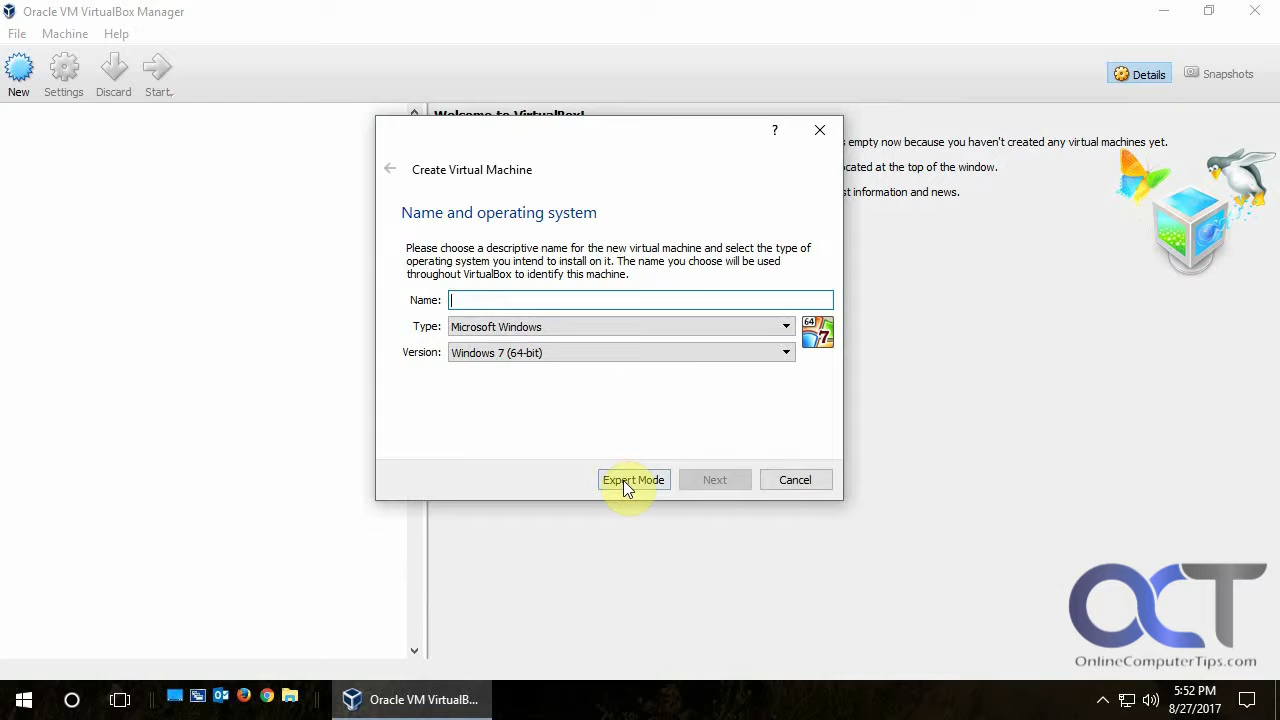 Oracle VM VirtualBox Manager
File Machine Help
New Settings Discard Start
Details Snapshots
Welcome to VirtualBox!
s empty now because you haven't created any virtual machines yet.
ocated at the top of the window.
st information and news.
?
Create Virtual Machine
Name and operating system
Please choose a descriptive name for the new virtual machine and select the type of
operating system you intend to install on it. The name you choose will be used
throughout VirtualBox to identify this machine.
Name:
Type: Microsoft Windows
64
7
Version: Windows 7 (64-bit)
Expert Mode Next Cancel
OCT
OnlineComputerTips.com
Oracle VM VirtualB...
5:52 PM
8/27/2017